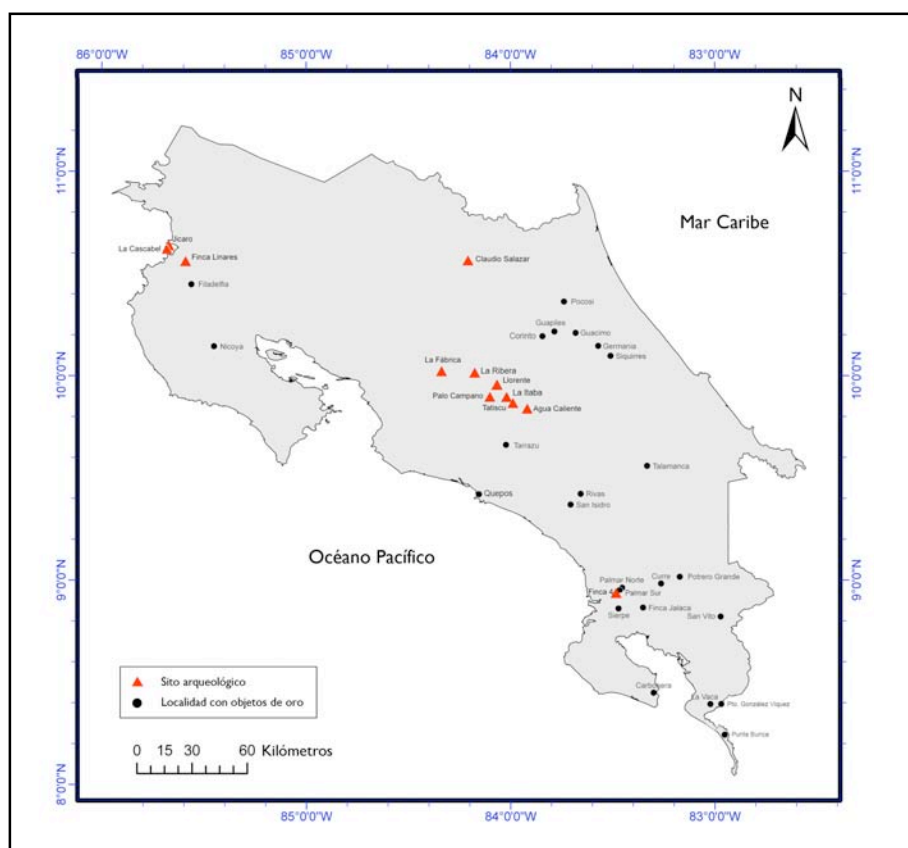 86°0'0"W
85°0'0"W
84°0'0"W
83°0'0"W
N
11°0'0"N
11°0'0"N
Mar Caribe
Jicaro
La Cascabel
Finca Linares
Claudio Salazar
Filadelfia
Pocosi
Guapiles
Corinto
Guacimo
Nicoya
Germania
Siquirres
La Fábrica
La Ribera
10°0'0"N
10°0'0"N
Llorente
Palo Campano
La Itaba
Tatiscu
Agua Caliente
Tarrazu
Talamanca
Quepos
Rivas
San Isidro
Océano Pacífico
9°0'0"N
9°0'0"N
Palmar Norte
Curre
Potrero Grande
Finca 4
Palmar Sur
Sierpe
Finca Jalaca
San Vito
Sito arqueológico
Localidad con objetos de oro
Carbonera
La Vaca
Pto. González Viquez
Punta Burica
0 15 30 60 Kilómetros
8°0'0"N
8°0'0"N
85°0'0"W
84°0'0"W
83°0'0"W